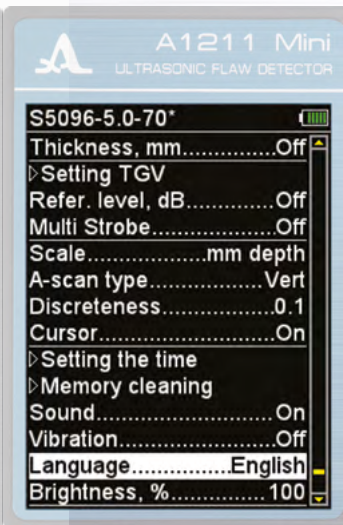 A1211 Mini
ULTRASONIC FLAW DETECTOR
S5096-5.0-70*
Thickness, mm..............Off
▷Setting TGV
Refer. level, dB..............Off
Multi Strobe..................Off
Scale..................mm depth
A-scan type..................Vert
Discreteness..................0.1
Cursor..........................On
▷Setting the time
▷Memory cleaning
Sound..........................On
Vibration......................Off
Language................English
Brightness, %..............100